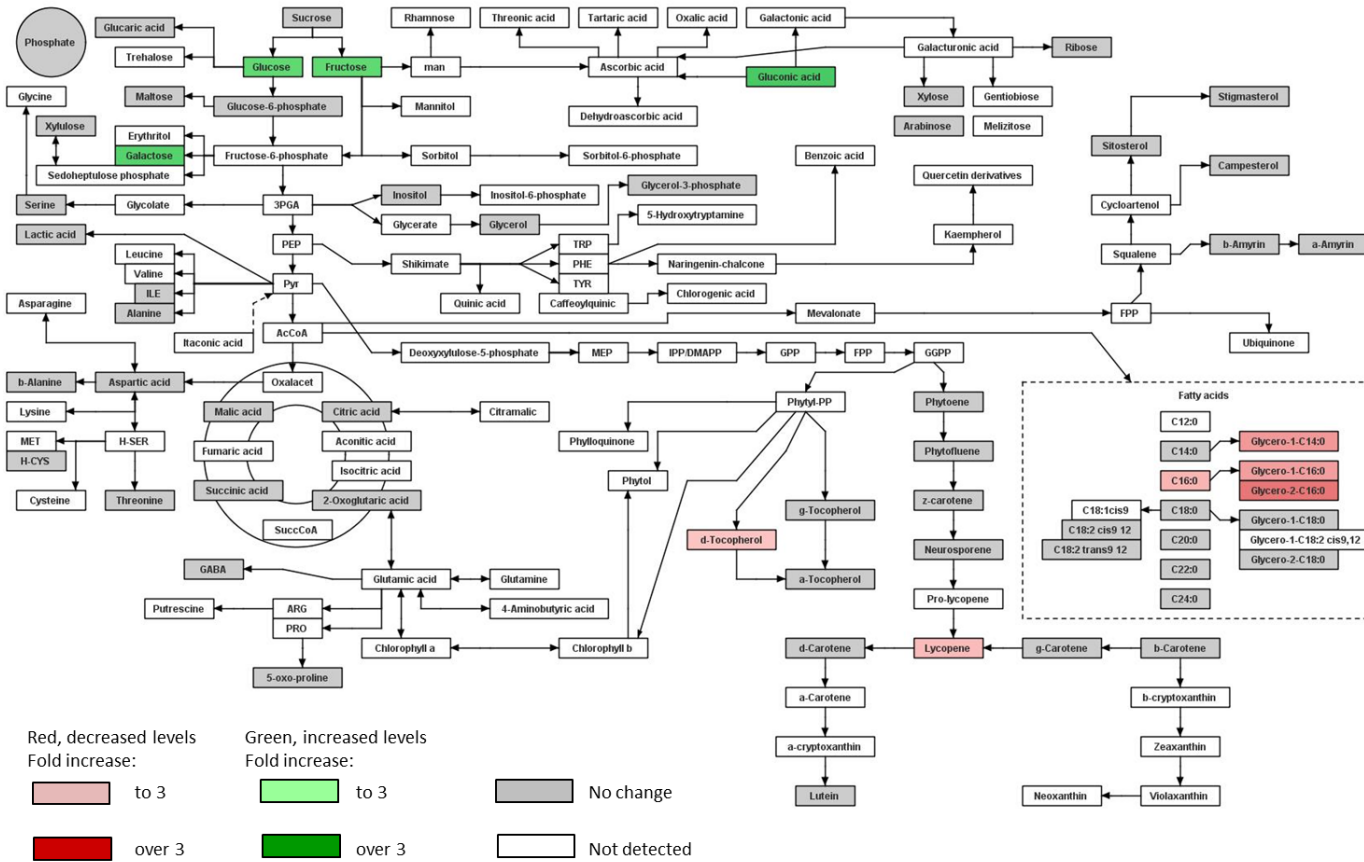 Phosphate
Glucaric acid
Sucrose
Rhamnose
Threonic acid
Tartaric acid
Oxalic acid
Galactonic acid
Trehalose
Glucose
Fructose
man
Ascorbic acid
Gluconic acid
Galacturonic acid
Ribose
Glycine
Maltose
Glucose-6-phosphate
Mannitol
Dehydroascorbic acid
Xylose
Gentiobiose
Arabinose
Melizitose
Stigmasterol
Xylulose
Erythritol
Galactose
Sedoheptulose phosphate
Fructose-6-phosphate
Sorbitol
Sorbitol-6-phosphate
Benzoic acid
Quercetin derivatives
Sitosterol
Campesterol
Serine
Glycolate
3PGA
Inositol
Inositol-6-phosphate
Glycerol-3-phosphate
Glycerate
Glycerol
5-Hydroxytryptamine
Kaempferol
Cycloartenol
Lactic acid
PEP
Shikimate
TRP
PHE
TYR
Naringenin-chalcone
Squalene
b-Amyrin
a-Amyrin
Leucine
Valine
ILE
Alanine
Pyr
Quinic acid
Caffeoylquinic
Chlorogenic acid
Asparagine
Itaconic acid
AcCoA
Mevalonate
FPP
Ubiquinone
Deoxyxylulose-5-phosphate
MEP
IPP/DMAPP
GPP
FPP
GGPP
b-Alanine
Aspartic acid
Oxalacet
Lysine
Malic acid
Citric acid
Citramalic
MET
H-CYS
H-SER
Fumaric acid
Aconitic acid
Isocitric acid
Cysteine
Threonine
Succinic acid
2-Oxoglutaric acid
SuccCoA
Phylloquinone
Phytol
Phytyl-PP
Phytoene
Phytofluene
z-carotene
g-Tocopherol
d-Tocopherol
a-Tocopherol
Neurosporene
Pro-lycopene
Fatty acids
C12:0
C14:0
Glycero-1-C14:0
C16:0
Glycero-1-C16:0
Glycero-2-C16:0
C18:1cis9
C18:2 cis9 12
C18:2 trans9 12
C18:0
Glycero-1-C18:0
Glycero-1-C18:2 cis9,12
Glycero-2-C18:0
C20:0
C22:0
C24:0
GABA
Glutamic acid
Glutamine
Putrescine
ARG
PRO
4-Aminobutyric acid
Chlorophyll a
Chlorophyll b
5-oxo-proline
d-Carotene
Lycopene
g-Carotene
b-Carotene
a-Carotene
b-cryptoxanthin
a-cryptoxanthin
Zeaxanthin
Lutein
Neoxanthin
Violaxanthin
Red, decreased levels
Fold increase:
to 3
over 3
Green, increased levels
Fold increase:
to 3
over 3
No change
Not detected